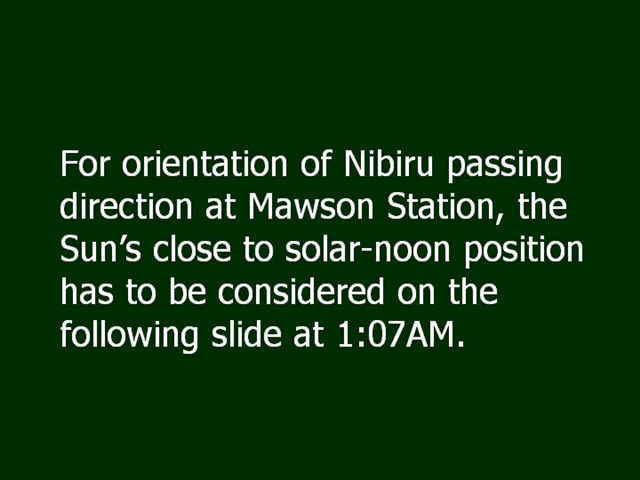 For orientation of Nibiru passing
direction at Mawson Station, the
Sun’s close to solar-noon position
has to be considered on the
following slide at 1:07AM.